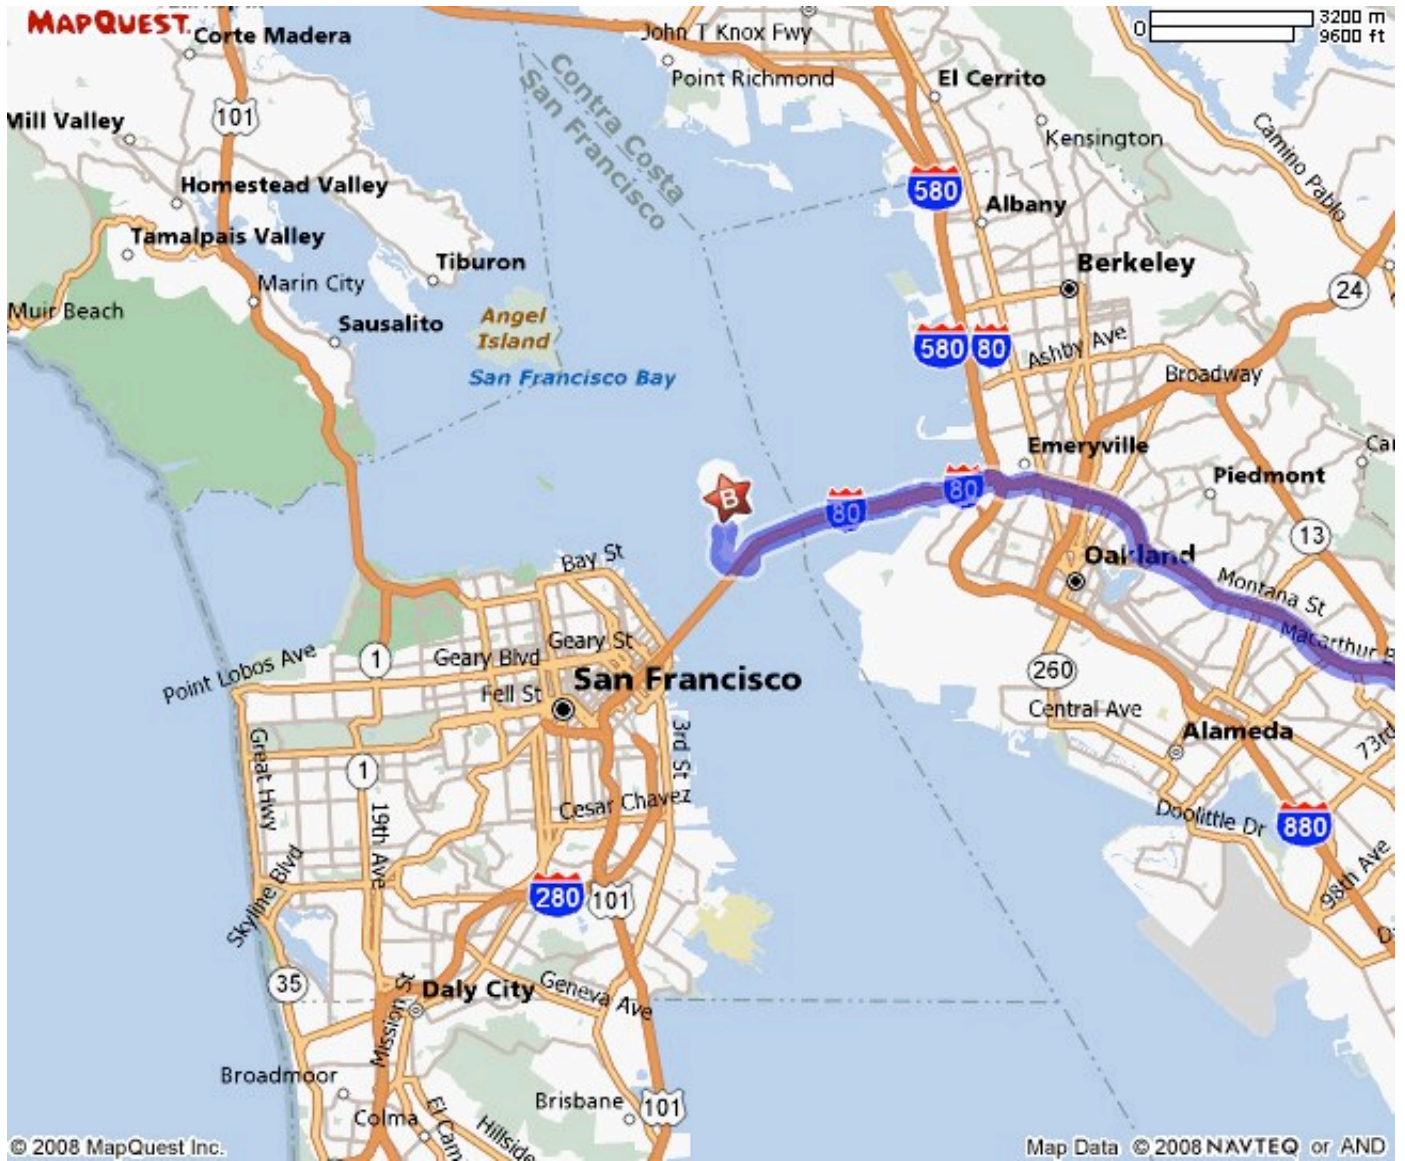 MAPQUEST.
Corte Madera
John T Knox Fwy
0
3200 m
9600 ft
Point Richmond
El Cerrito
Contra Costa
San Francisco
101
Mill Valley
Kensington
Camino Pablo
Homestead Valley
580
Albany
Tamalpais Valley
Tiburon
Berkeley
Marin City
24
Muir Beach
Sausalito
Angel
Island
580
80
Ashby Ave
San Francisco Bay
Broadway
Emeryville
Piedmont
B
80
80
13
Oakland
Bay St
Montana St
Geary St
Macarthur
Point Lobos Ave
1
Geary Blvd
260
San Francisco
Fell St
Central Ave
Alameda
Great Hwy
3rd St
73rd
1
19th Ave
Cesar Chavez
Doolittle Dr
880
98th Ave
Skyline Blvd
280
101
35
Mission St
Daly City
Geneva Ave
Broadmoor
Colma
Brisbane
101
El Cam
Hillside
© 2008 MapQuest Inc.
Map Data © 2008 NAVTEQ or AND